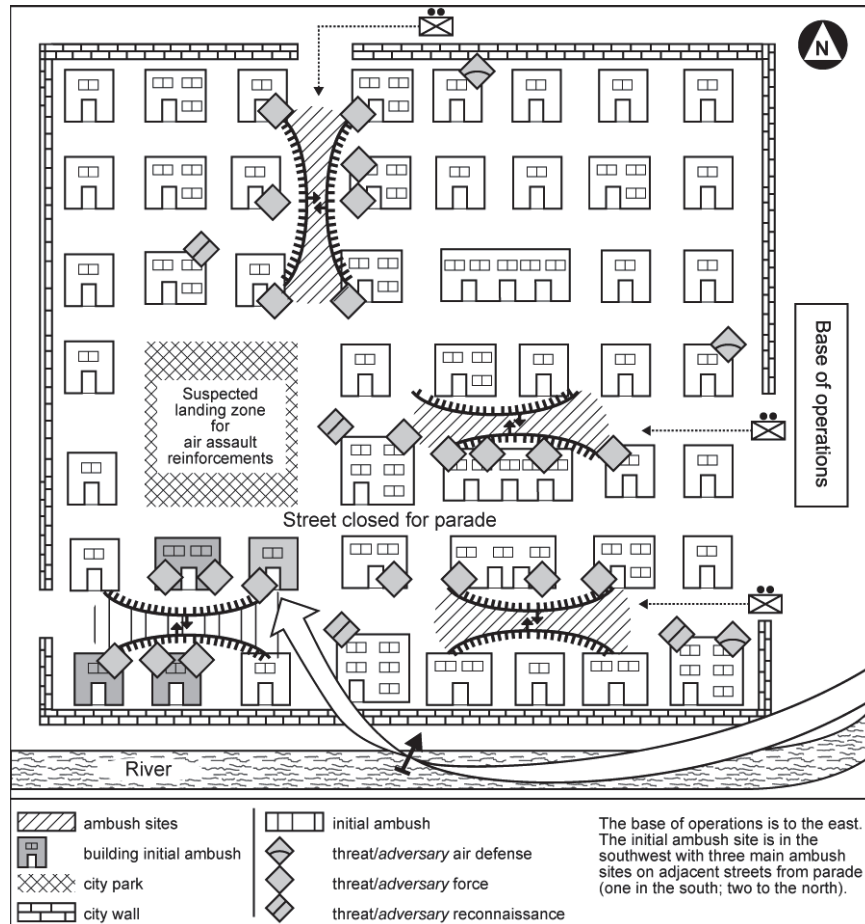 N
Base of operations
Suspected
landing zone
for
air assault
reinforcements
Street closed for parade
River
ambush sites
building initial ambush
city park
city wall
initial ambush
threat/adversary air defense
threat/adversary force
threat/adversary reconnaissance
The base of operations is to the east.
The initial ambush site is in the
southwest with three main ambush
sites on adjacent streets from parade
(one in the south; two to the north).